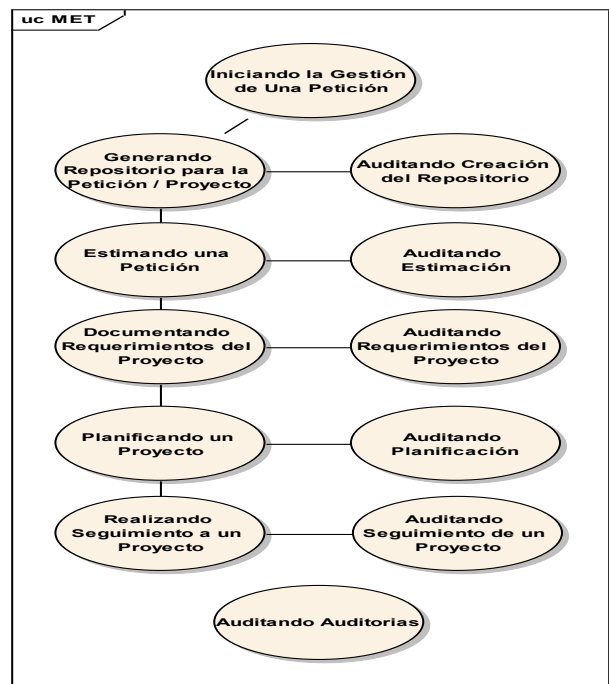 uc MET
Iniciando la Gestión
de Una Petición
Generando
Repositorio para la
Petición / Proyecto
Auditando Creación
del Repositorio
Estimando una
Petición
Auditando
Estimación
Documentando
Requerimientos del
Proyecto
Auditando
Requerimientos del
Proyecto
Planificando un
Proyecto
Auditando
Planificación
Realizando
Seguimiento a un
Proyecto
Auditando
Seguimiento de un
Proyecto
Auditando Auditorias